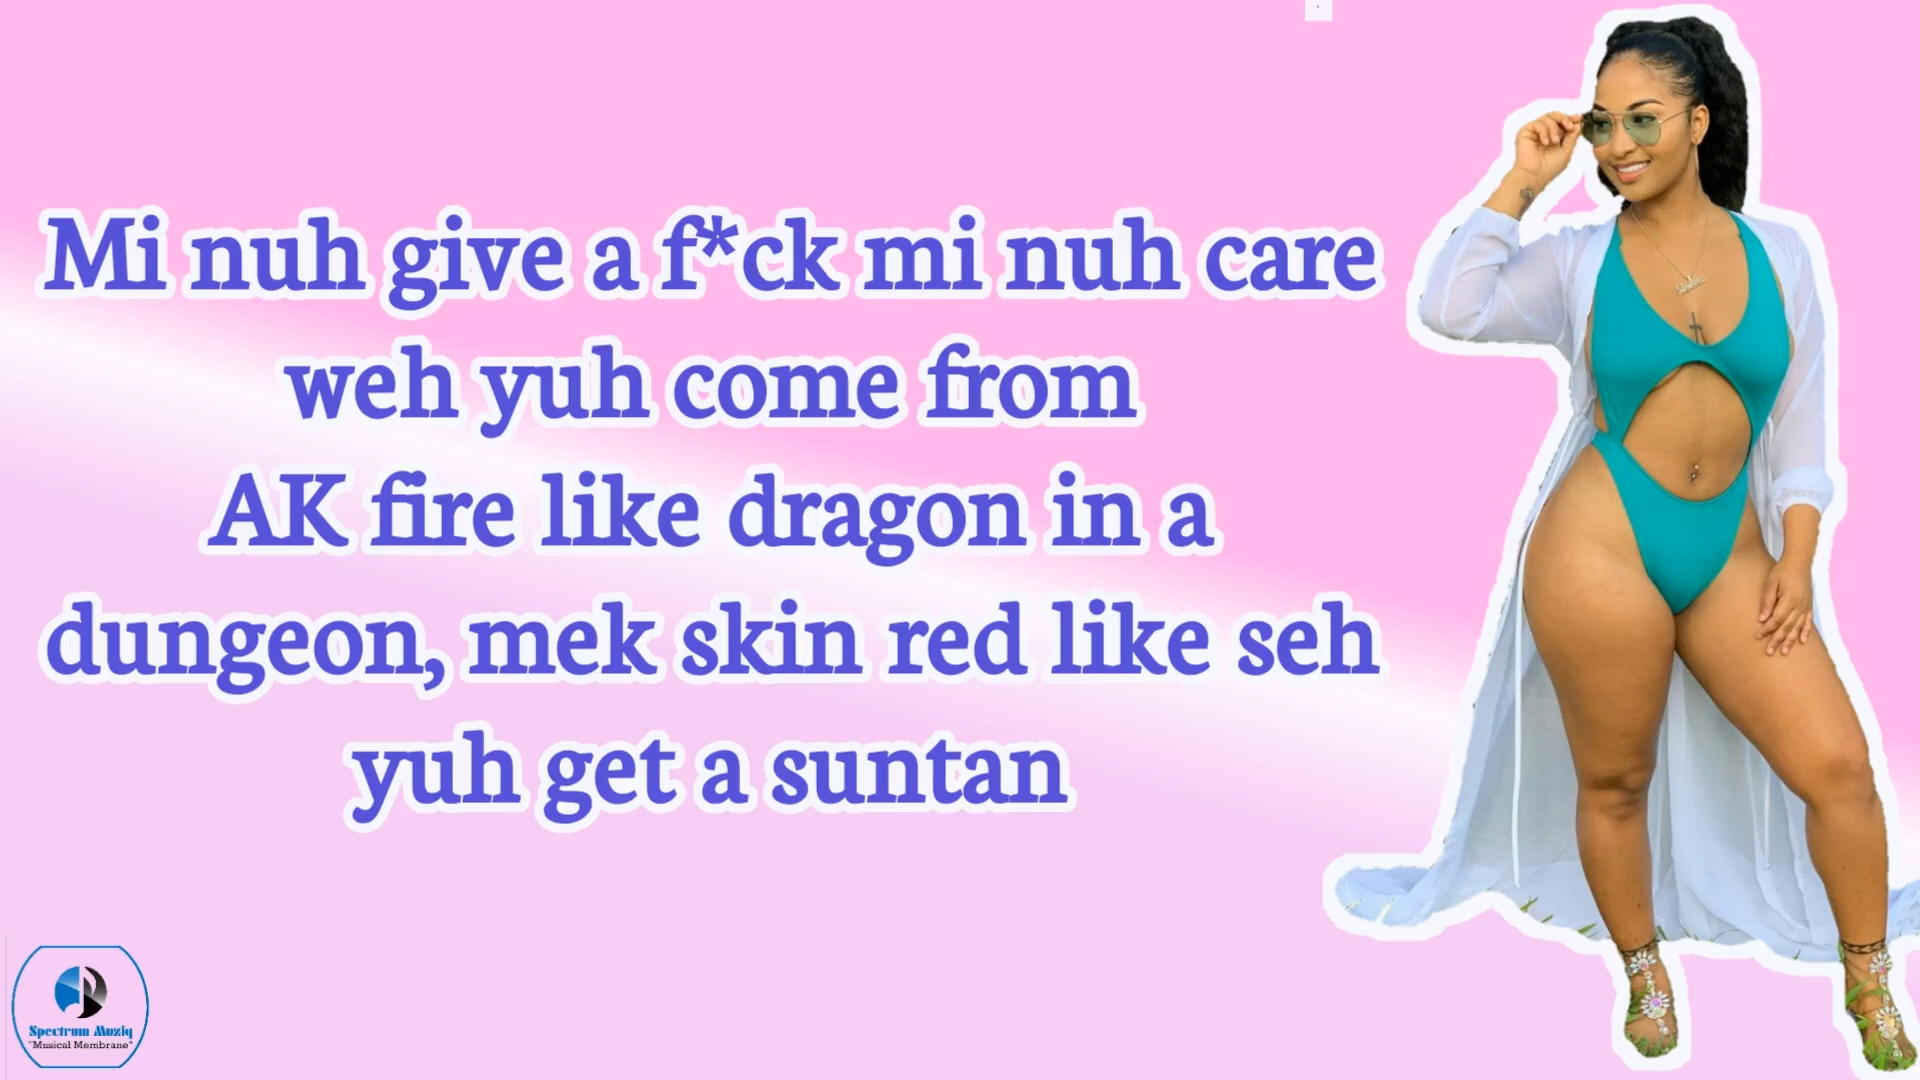 Mi nuh give a f*ck mi nuh care
weh yuh come from
AK fire like dragon in a
dungeon, mek skin red like seh
yuh get a suntan
Spectrum Muziq
"Musical Membrane"